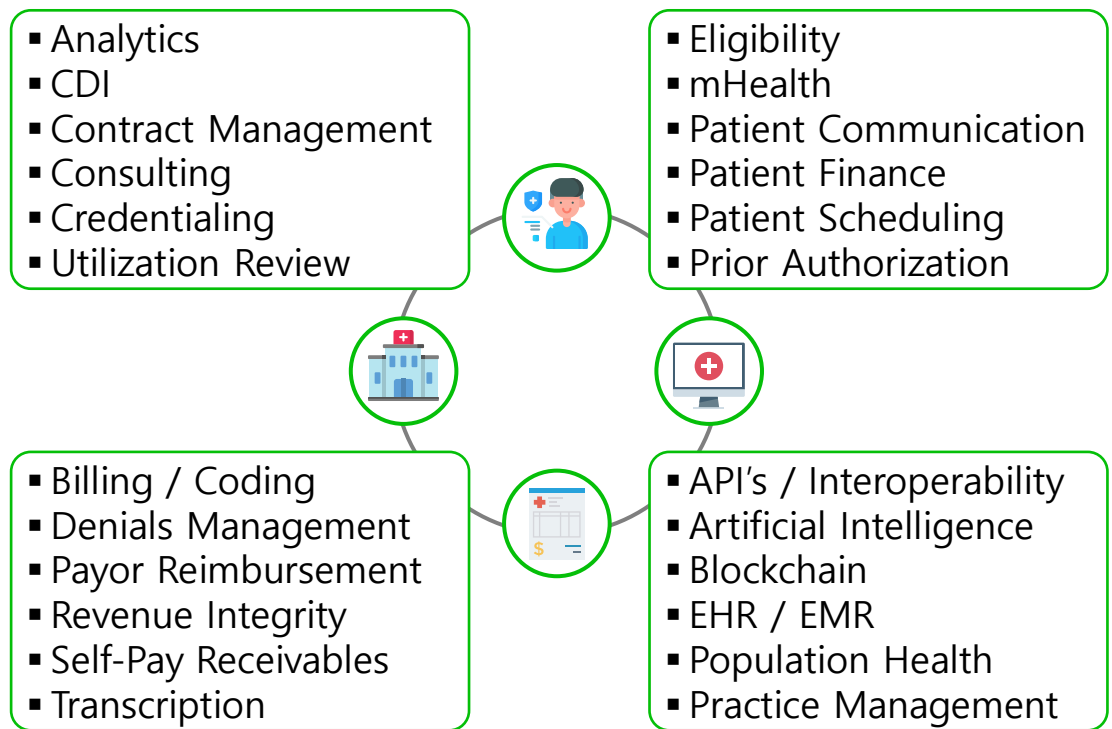 ▪ Analytics
▪ CDI
▪ Contract Management
▪ Consulting
▪ Credentialing
▪ Utilization Review
▪ Eligibility
▪ mHealth
▪ Patient Communication
▪ Patient Finance
▪ Patient Scheduling
▪ Prior Authorization
▪ Billing / Coding
▪ Denials Management
▪ Payor Reimbursement
▪ Revenue Integrity
▪ Self-Pay Receivables
▪ Transcription
$
▪ API's / Interoperability
▪ Artificial Intelligence
▪ Blockchain
▪ EHR / EMR
▪ Population Health
▪ Practice Management